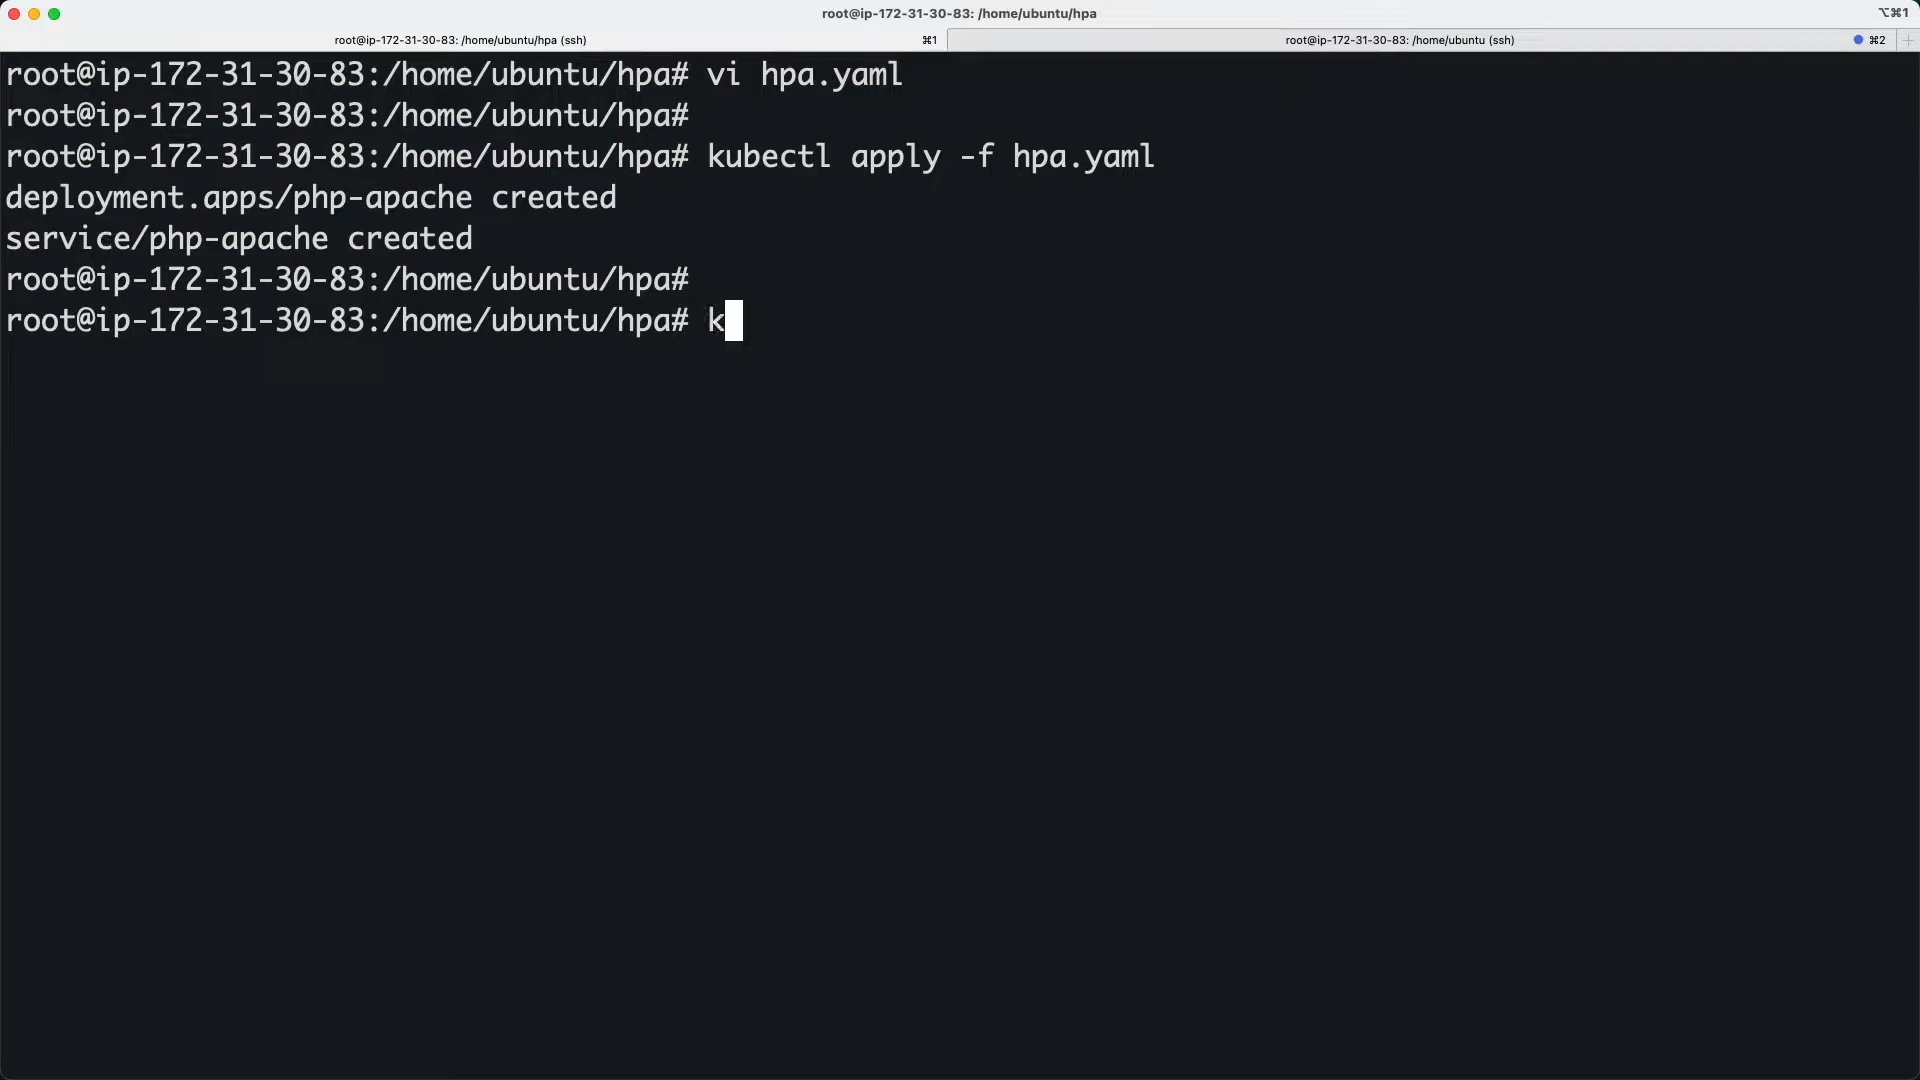 root@ip-172-31-30-83: /home/ubuntu/hpa
⌥⌘1
root@ip-172-31-30-83: /home/ubuntu/hpa (ssh)
⌘1
root@ip-172-31-30-83: /home/ubuntu (ssh)
⌘2
root@ip-172-31-30-83:/home/ubuntu/hpa# vi hpa.yaml
root@ip-172-31-30-83:/home/ubuntu/hpa#
root@ip-172-31-30-83:/home/ubuntu/hpa# kubectl apply -f hpa.yaml
deployment.apps/php-apache created
service/php-apache created
root@ip-172-31-30-83:/home/ubuntu/hpa#
root@ip-172-31-30-83:/home/ubuntu/hpa# k